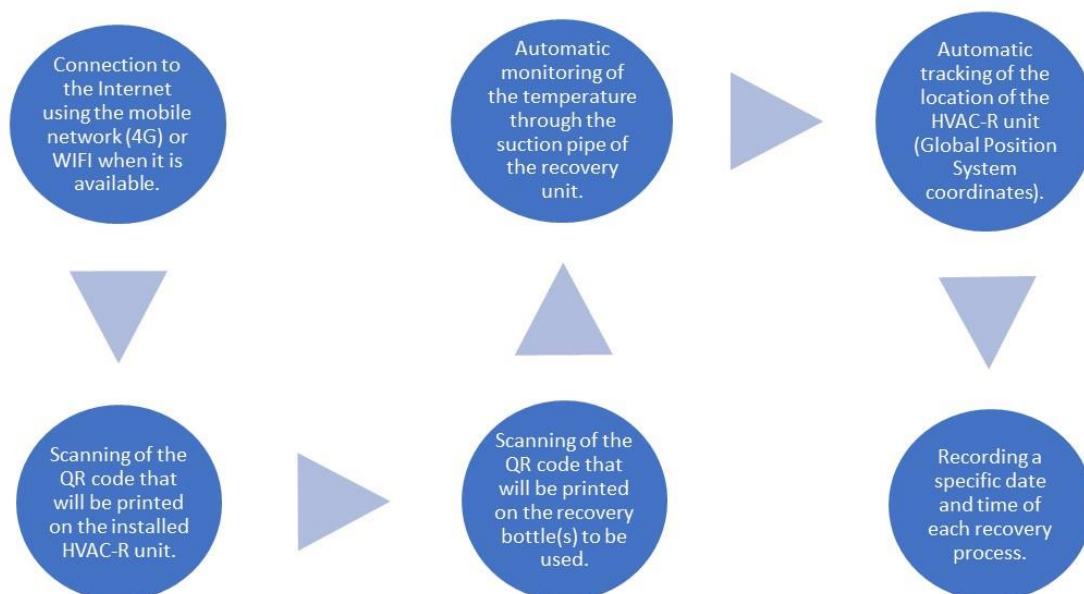 Connection to
the Internet
using the mobile
network (4G) or
WIFI when it is
available.
Scanning of the
QR code that
will be printed
on the installed
HVAC-R unit.
Scanning of the
QR code that
will be printed
on the recovery
bottle(s) to be
used.
Automatic
monitoring of
the temperature
through the
suction pipe of
the recovery
unit.
Automatic
tracking of the
location of the
HVAC-R unit
(Global Position
System
coordinates).
Recording a
specific date
and time of
each recovery
process.